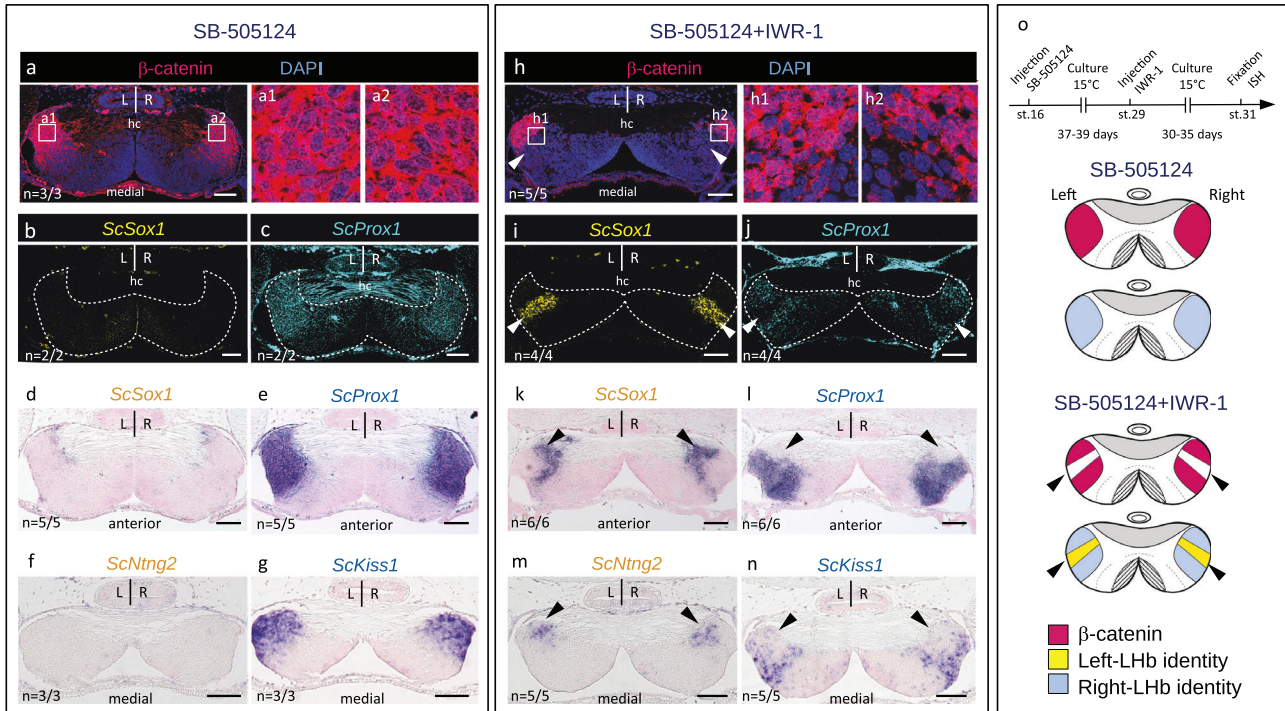 SB-505124
a
β-catenin DAPI
L R
hc
a1
a2
n=3/3
medial
a1
a2
b
ScSox1
L R
hc
n=2/2
c
ScProx1
L R
hc
n=2/2
d
ScSox1
L R
n=5/5
anterior
e
ScProx1
L R
n=5/5
f
ScNtng2
L R
n=3/3
medial
g
ScKiss1
L R
n=3/3
SB-505124+IWR-1
h
β-catenin DAPI
L R
hc
h1
h2
n=5/5
medial
h1
h2
i
ScSox1
L R
hc
n=4/4
j
ScProx1
L R
hc
n=4/4
k
ScSox1
L R
n=6/6
anterior
l
ScProx1
L R
n=6/6
m
ScNtng2
L R
n=5/5
medial
n
ScKiss1
L R
n=5/5
o
Injection
SB-505124
Culture
15°C
Injection
IWR-1
Culture
15°C
Fixation
ISH
st.16
st.29
st.31
37-39 days
30-35 days
SB-505124
Left
Right
SB-505124+IWR-1
β-catenin
Left-LHb identity
Right-LHb identity